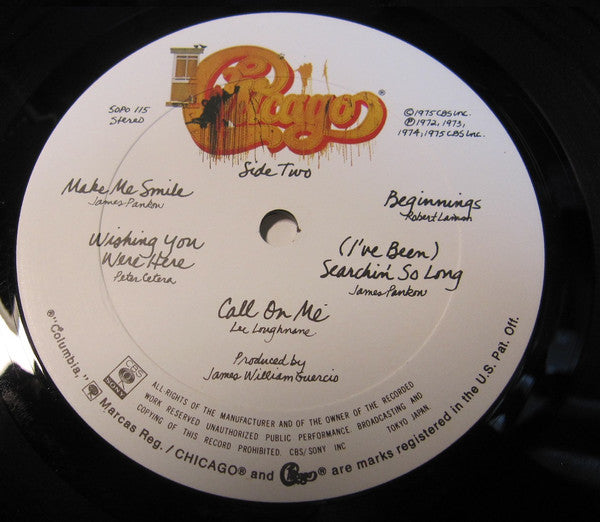 Chicago®
SOPO 115
Stereo
©1975 CBS Inc.
℗1972, 1973,
1974, 1975 CBS Inc.
Side Two
Make Me Smile
James Pankow
Wishing You
Were Here
Peter Cetera
Beginnings
Robert Lamm
(I've Been)
Searchin' So Long
James Pankow
Call On Me
Lee Loughnane
Produced by
James William Guercio
CBS
SONY
ALL RIGHTS OF THE MANUFACTURER AND OF THE OWNER OF THE RECORDED
WORK RESERVED UNAUTHORIZED PUBLIC PERFORMANCE. BROADCASTING AND
COPYING OF THIS RECORD PROHIBITED. CBS/SONY INC TOKYO JAPAN
®"Columbia," Marcas Reg. / CHICAGO® and Chicago® are marks registered in the U.S. Pat. Off.